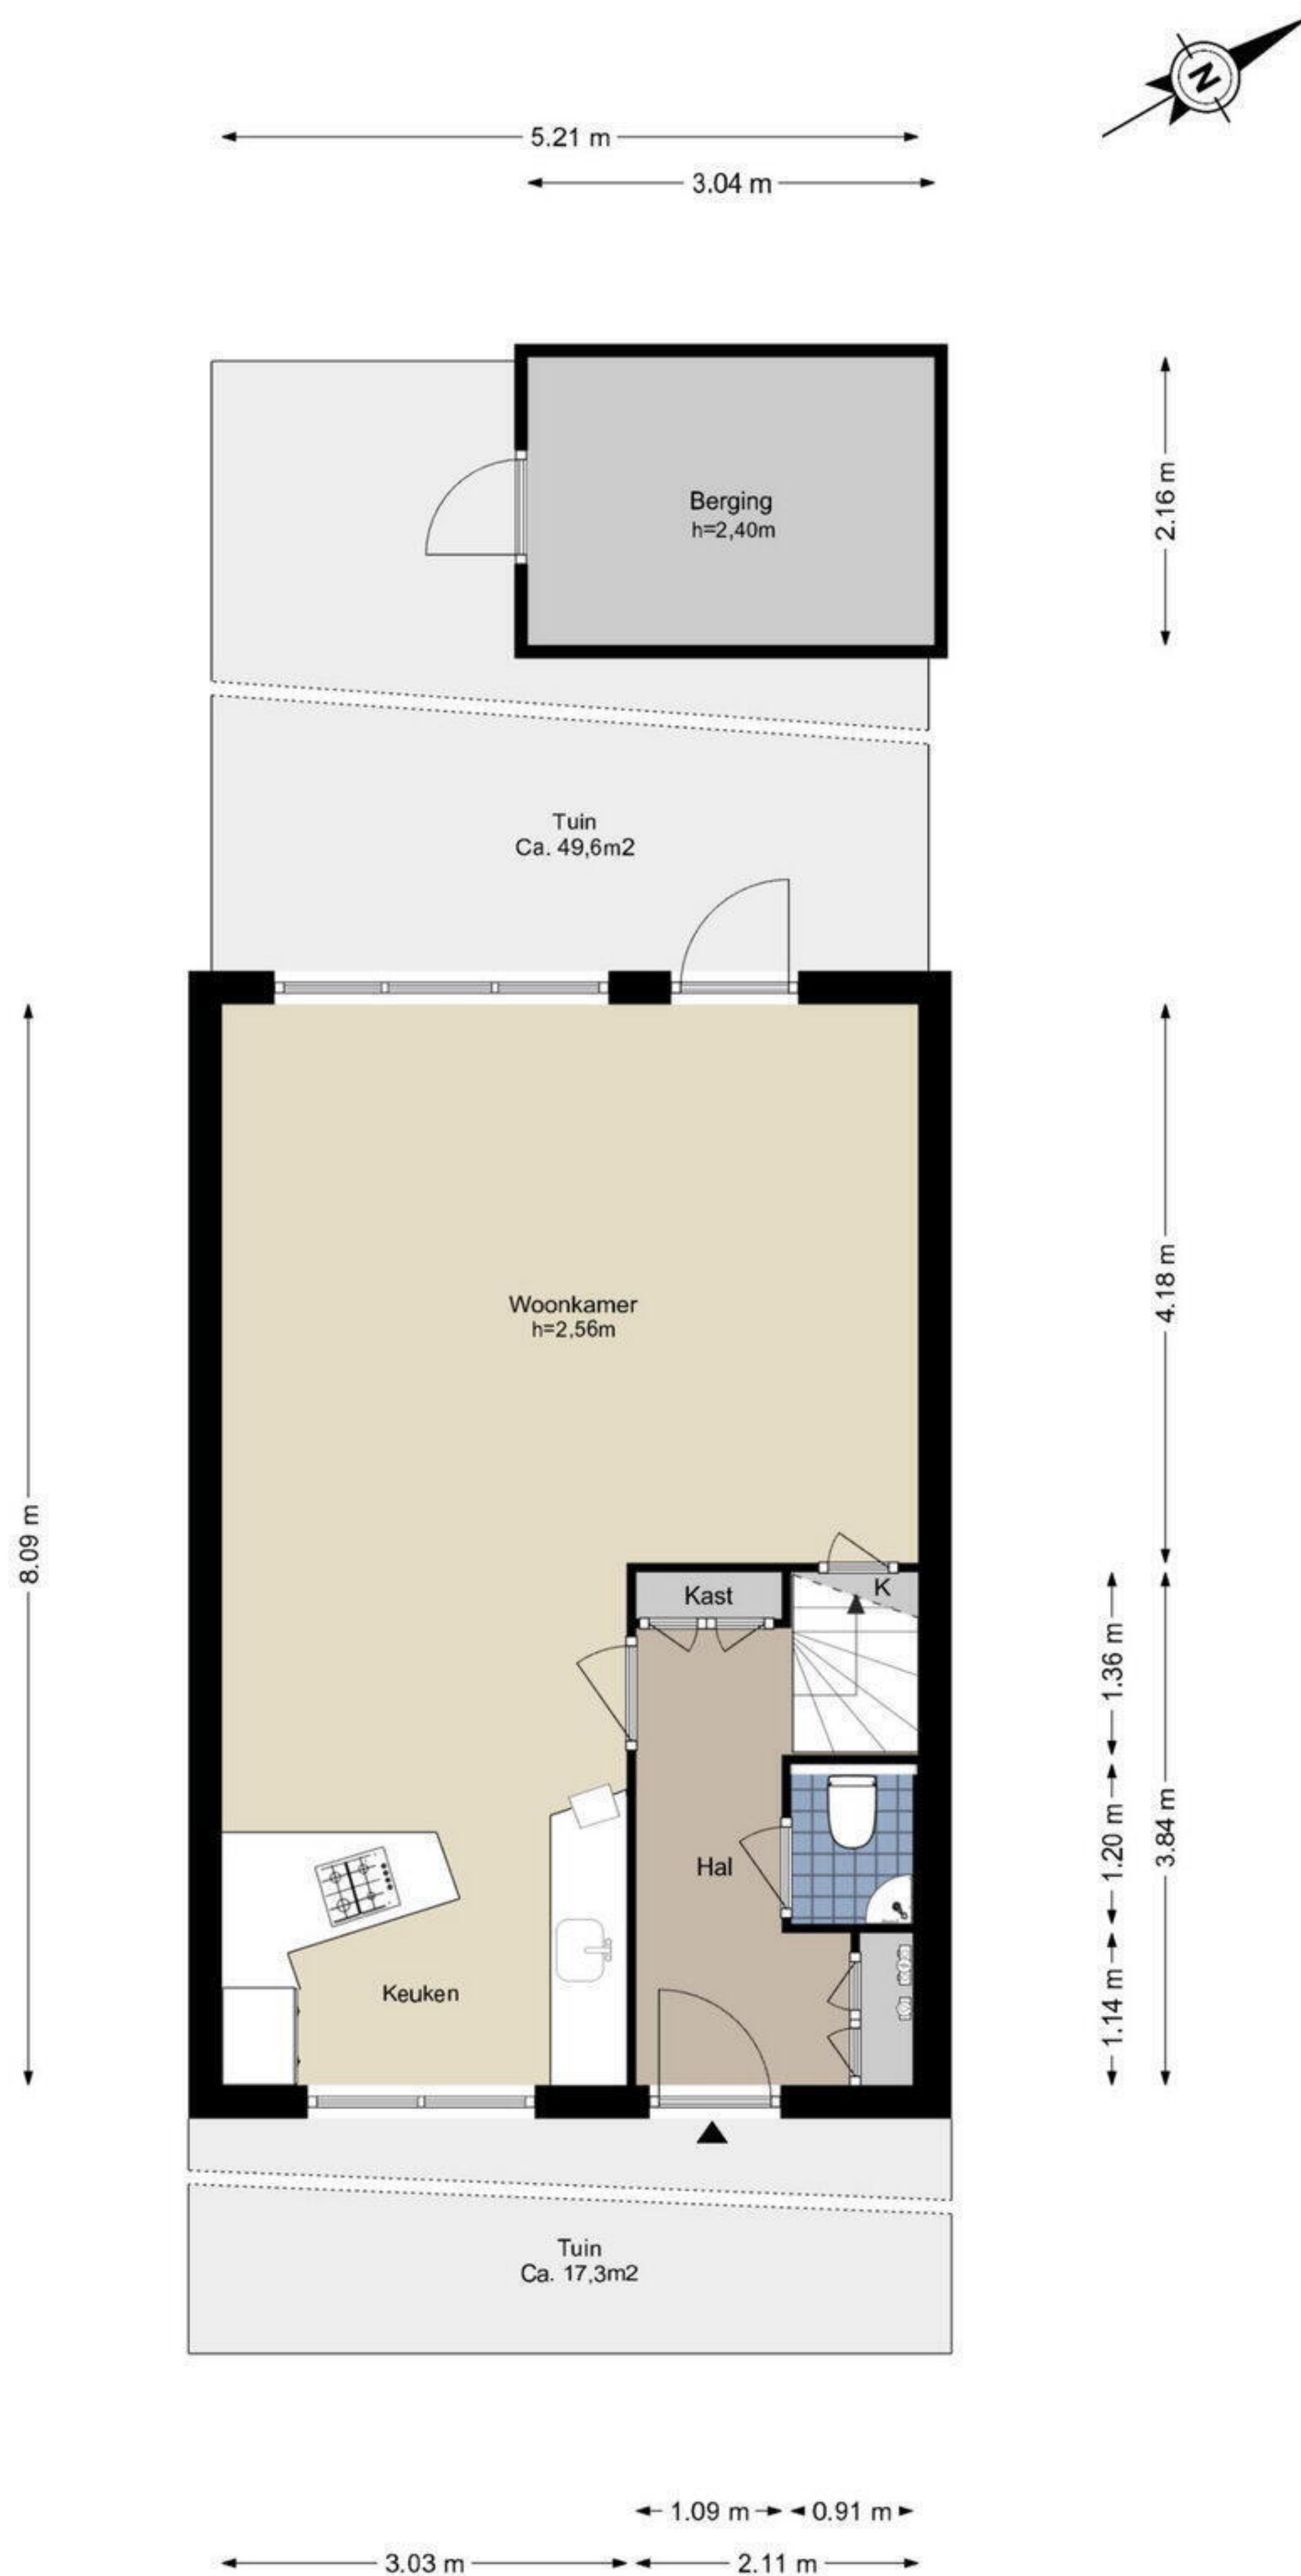 N
5.21 m
3.04 m
Berging
h=2,40m
2.16 m
Tuin
Ca. 49,6m2
Woonkamer
h=2,56m
4.18 m
8.09 m
Kast
K
1.36 m
Hal
1.20 m
3.84 m
Keuken
1.14 m
Tuin
Ca. 17,3m2
1.09 m
0.91 m
3.03 m
2.11 m